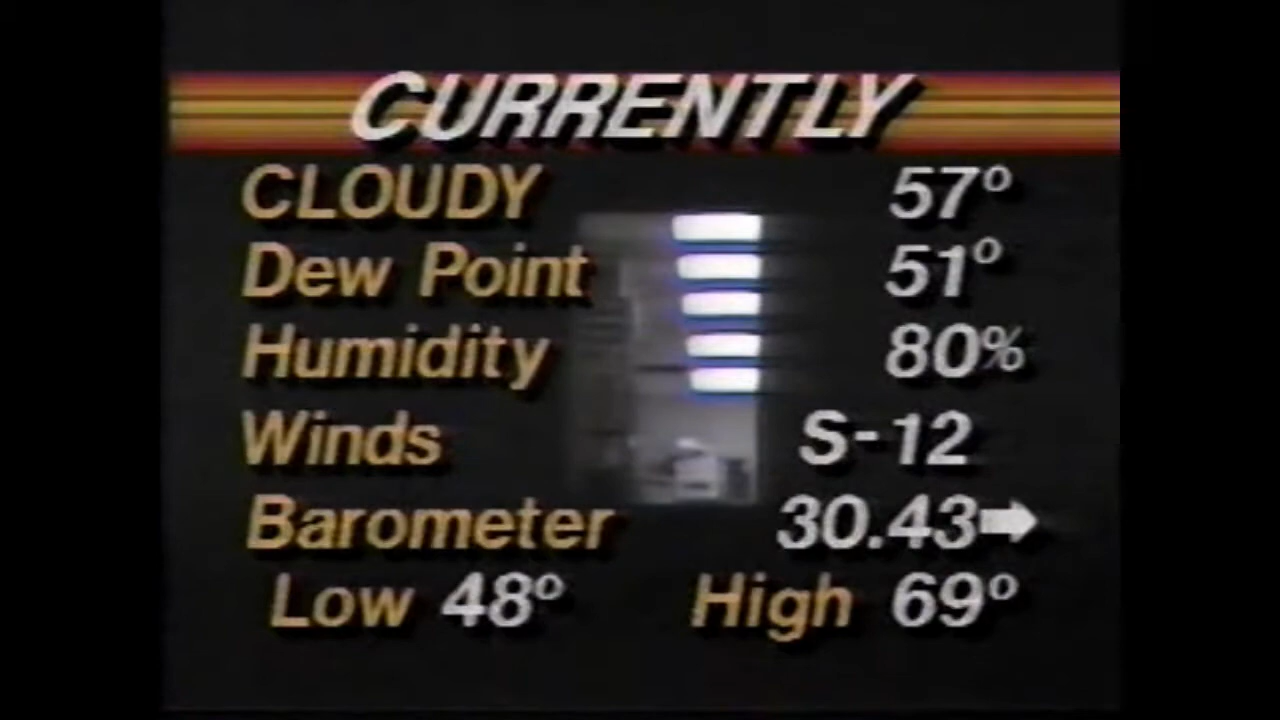 CURRENTLY
CLOUDY 57°
Dew Point 51°
Humidity 80%
Winds S-12
Barometer 30.43➡
Low 48° High 69°